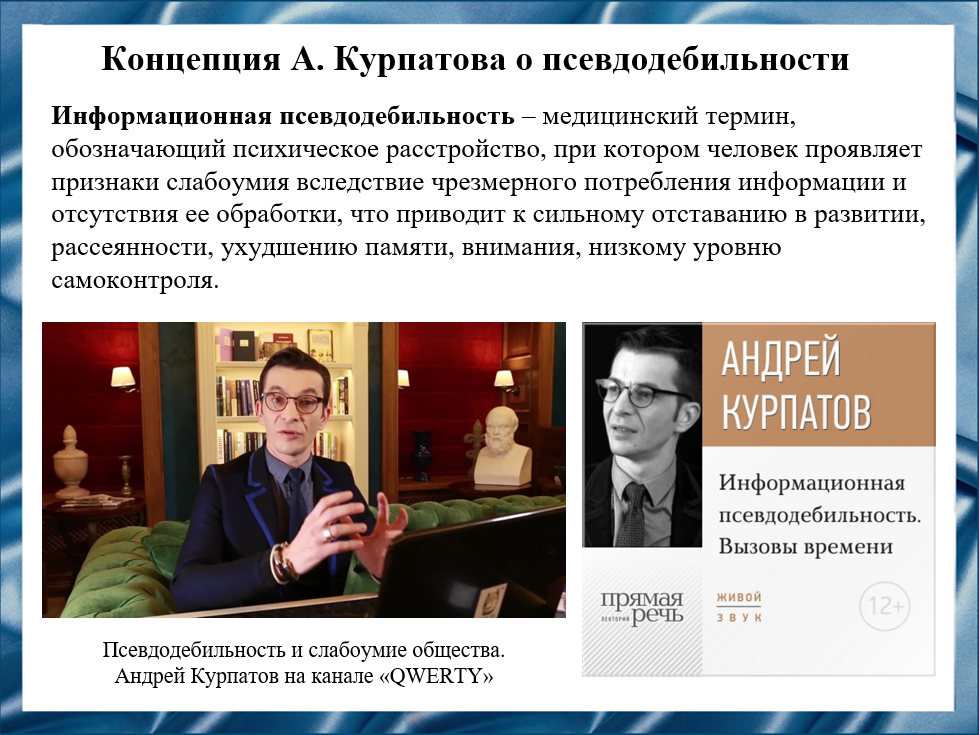 Концепция А. Курпатова о псевдодебильности
Информационная псевдодебильность – медицинский термин,
обозначающий психическое расстройство, при котором человек проявляет
признаки слабоумия вследствие чрезмерного потребления информации и
отсутствия ее обработки, что приводит к сильному отставанию в развитии,
рассеянности, ухудшению памяти, внимания, низкому уровню
самоконтроля.
АНДРЕЙ
КУРПАТОВ
Информационная
псевдодебильность.
Вызовы времени
прямая
лекторий речь
ЖИВОЙ
ЗВУК
12+
Псевдодебильность и слабоумие общества.
Андрей Курпатов на канале «QWERTY»